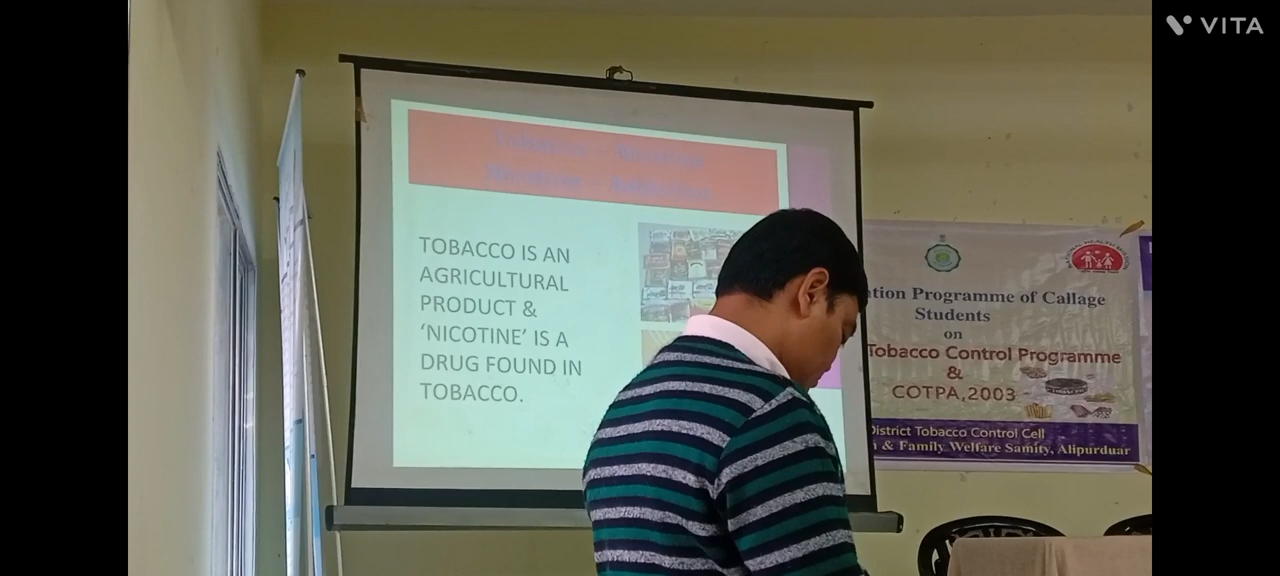 VITA
TOBACCO IS AN
AGRICULTURAL
PRODUCT &
‘NICOTINE’ IS A
DRUG FOUND IN
TOBACCO.
ation Programme of Callage
Students
on
Tobacco Control Programme
&
COTPA,2003
District Tobacco Control Cell
& Family Welfare Samity, Alipurduar